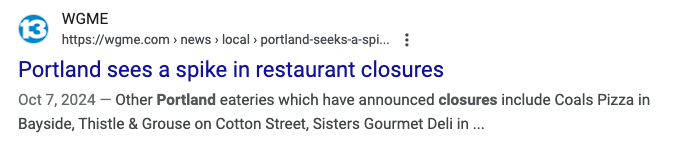 13
WGME
https://wgme.com › news › local › portland-seeks-a-spi...
Portland sees a spike in restaurant closures
Oct 7, 2024 — Other Portland eateries which have announced closures include Coals Pizza in
Bayside, Thistle & Grouse on Cotton Street, Sisters Gourmet Deli in ...